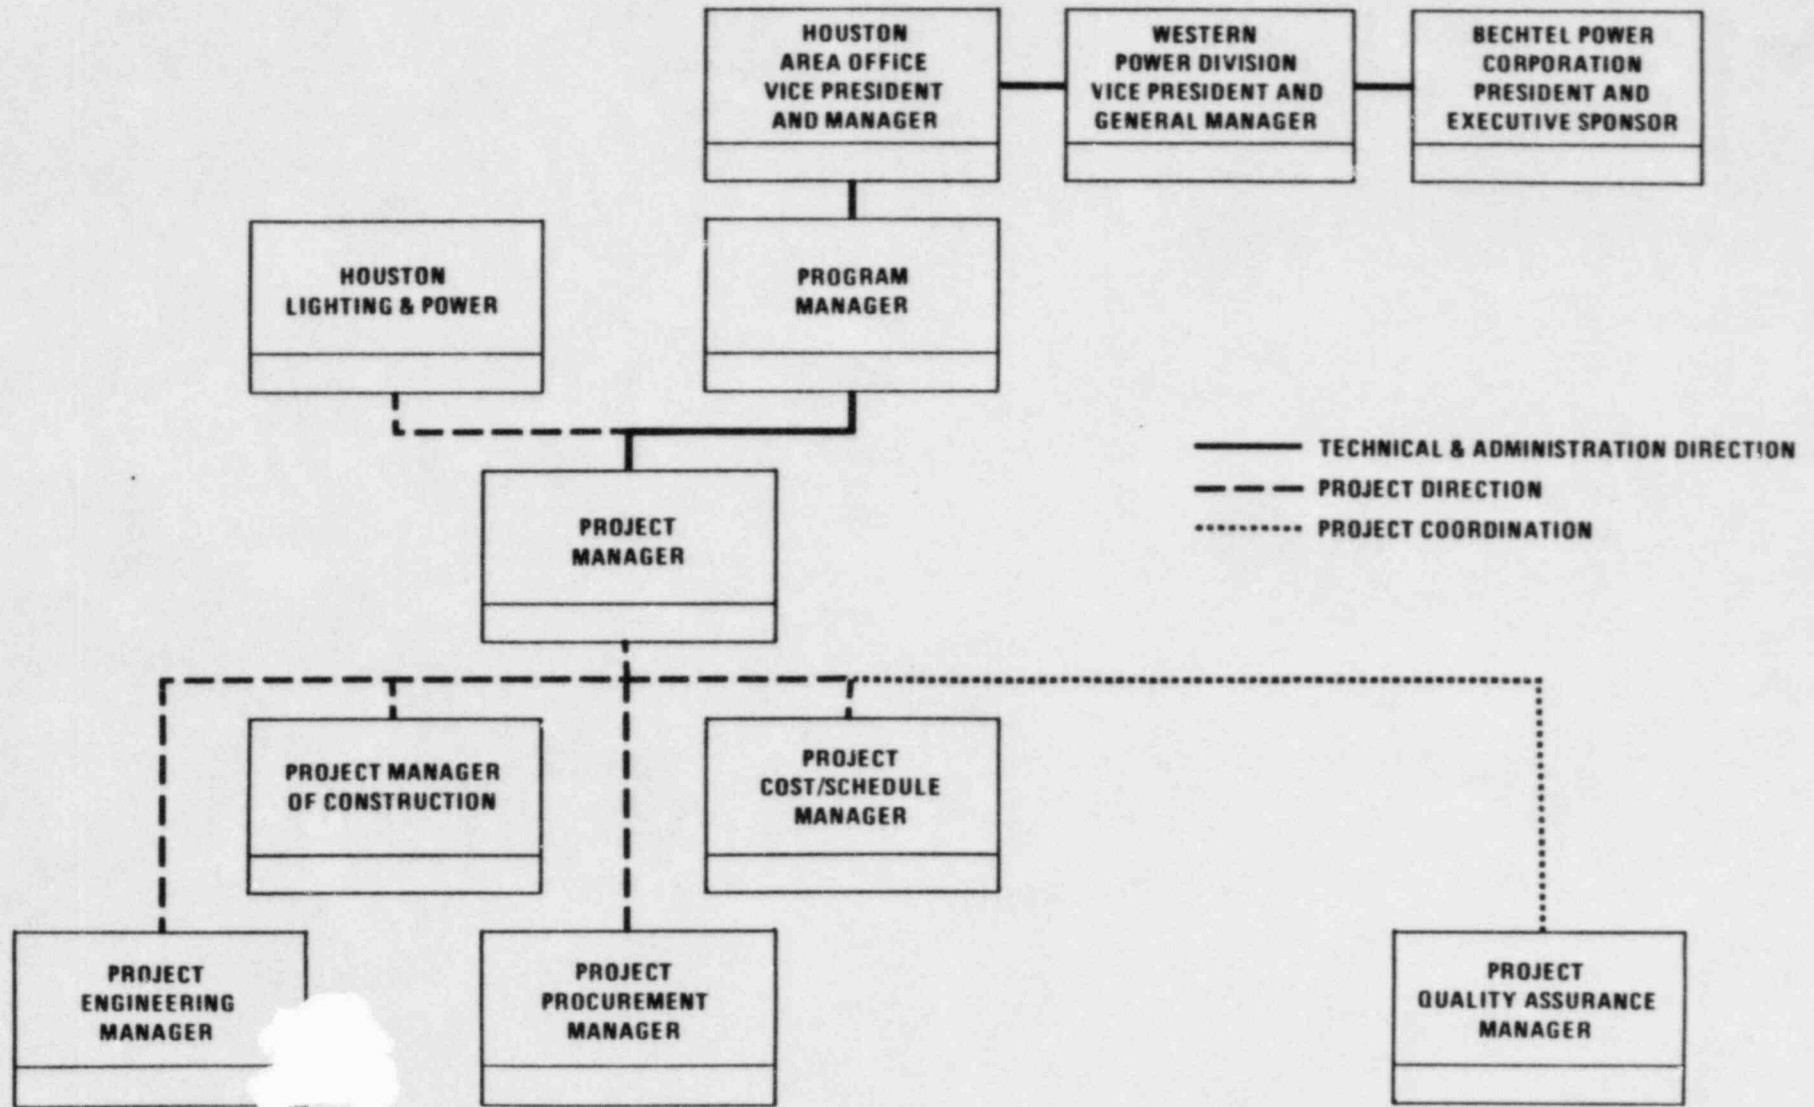 HOUSTON
AREA OFFICE
VICE PRESIDENT
AND MANAGER
WESTERN
POWER DIVISION
VICE PRESIDENT AND
GENERAL MANAGER
BECHTEL POWER
CORPORATION
PRESIDENT AND
EXECUTIVE SPONSOR
HOUSTON
LIGHTING & POWER
PROGRAM
MANAGER
TECHNICAL & ADMINISTRATION DIRECTION
PROJECT DIRECTION
PROJECT COORDINATION
PROJECT
MANAGER
PROJECT MANAGER
OF CONSTRUCTION
PROJECT
COST/SCHEDULE
MANAGER
PROJECT
ENGINEERING
MANAGER
PROJECT
PROCUREMENT
MANAGER
PROJECT
QUALITY ASSURANCE
MANAGER